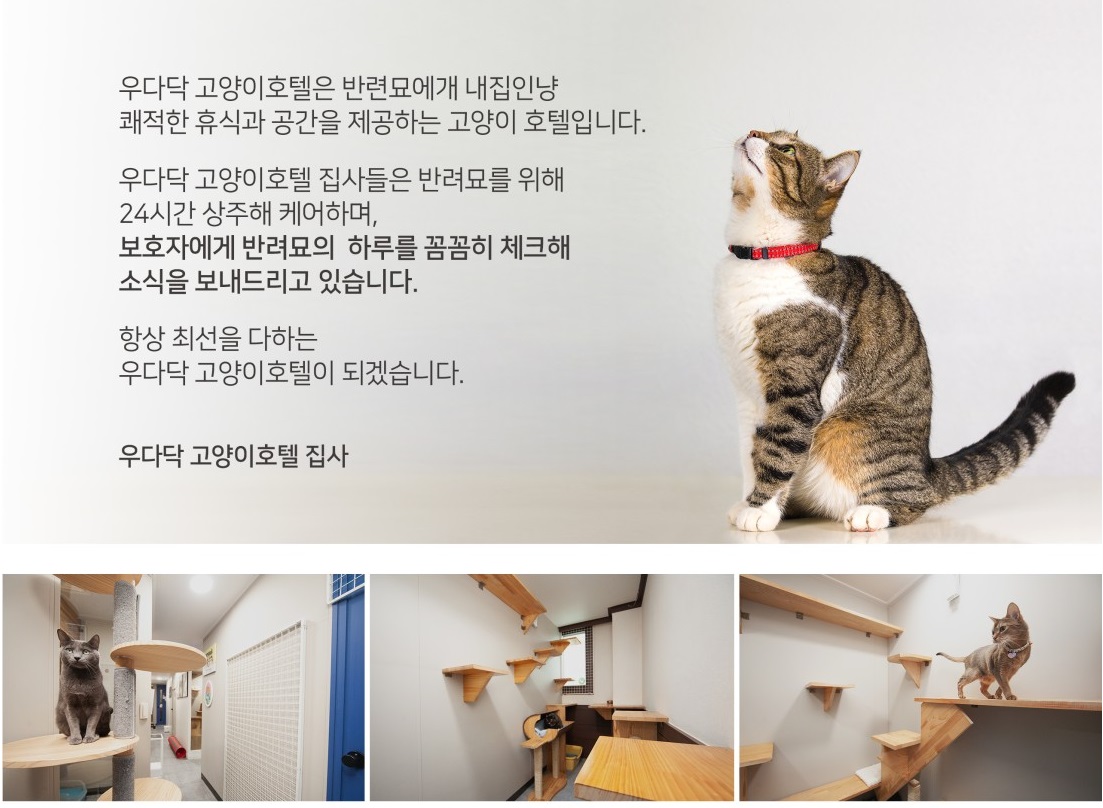 우다닥 고양이호텔은 반련묘에개 내집인냥
쾌적한 휴식과 공간을 제공하는 고양이 호텔입니다.
우다닥 고양이호텔 집사들은 반려묘를 위해
24시간 상주해 케어하며,
보호자에게 반려묘의 하루를 꼼꼼히 체크해
소식을 보내드리고 있습니다.
항상 최선을 다하는
우다닥 고양이호텔이 되겠습니다.
우다닥 고양이호텔 집사